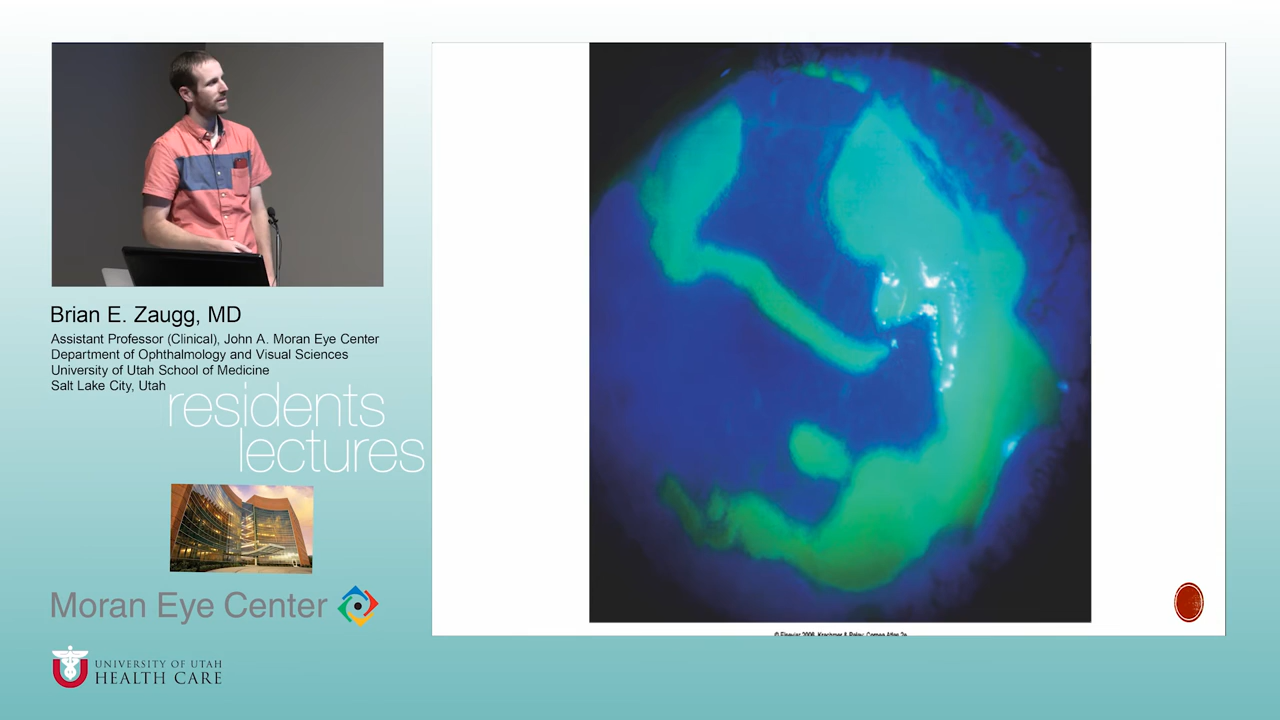 Brian E. Zaugg, MD
Assistant Professor (Clinical), John A. Moran Eye Center
Department of Ophthalmology and Visual Sciences
University of Utah School of Medicine
Salt Lake City, Utah
residents
lectures
Moran Eye Center
UNIVERSITY OF UTAH
HEALTH CARE